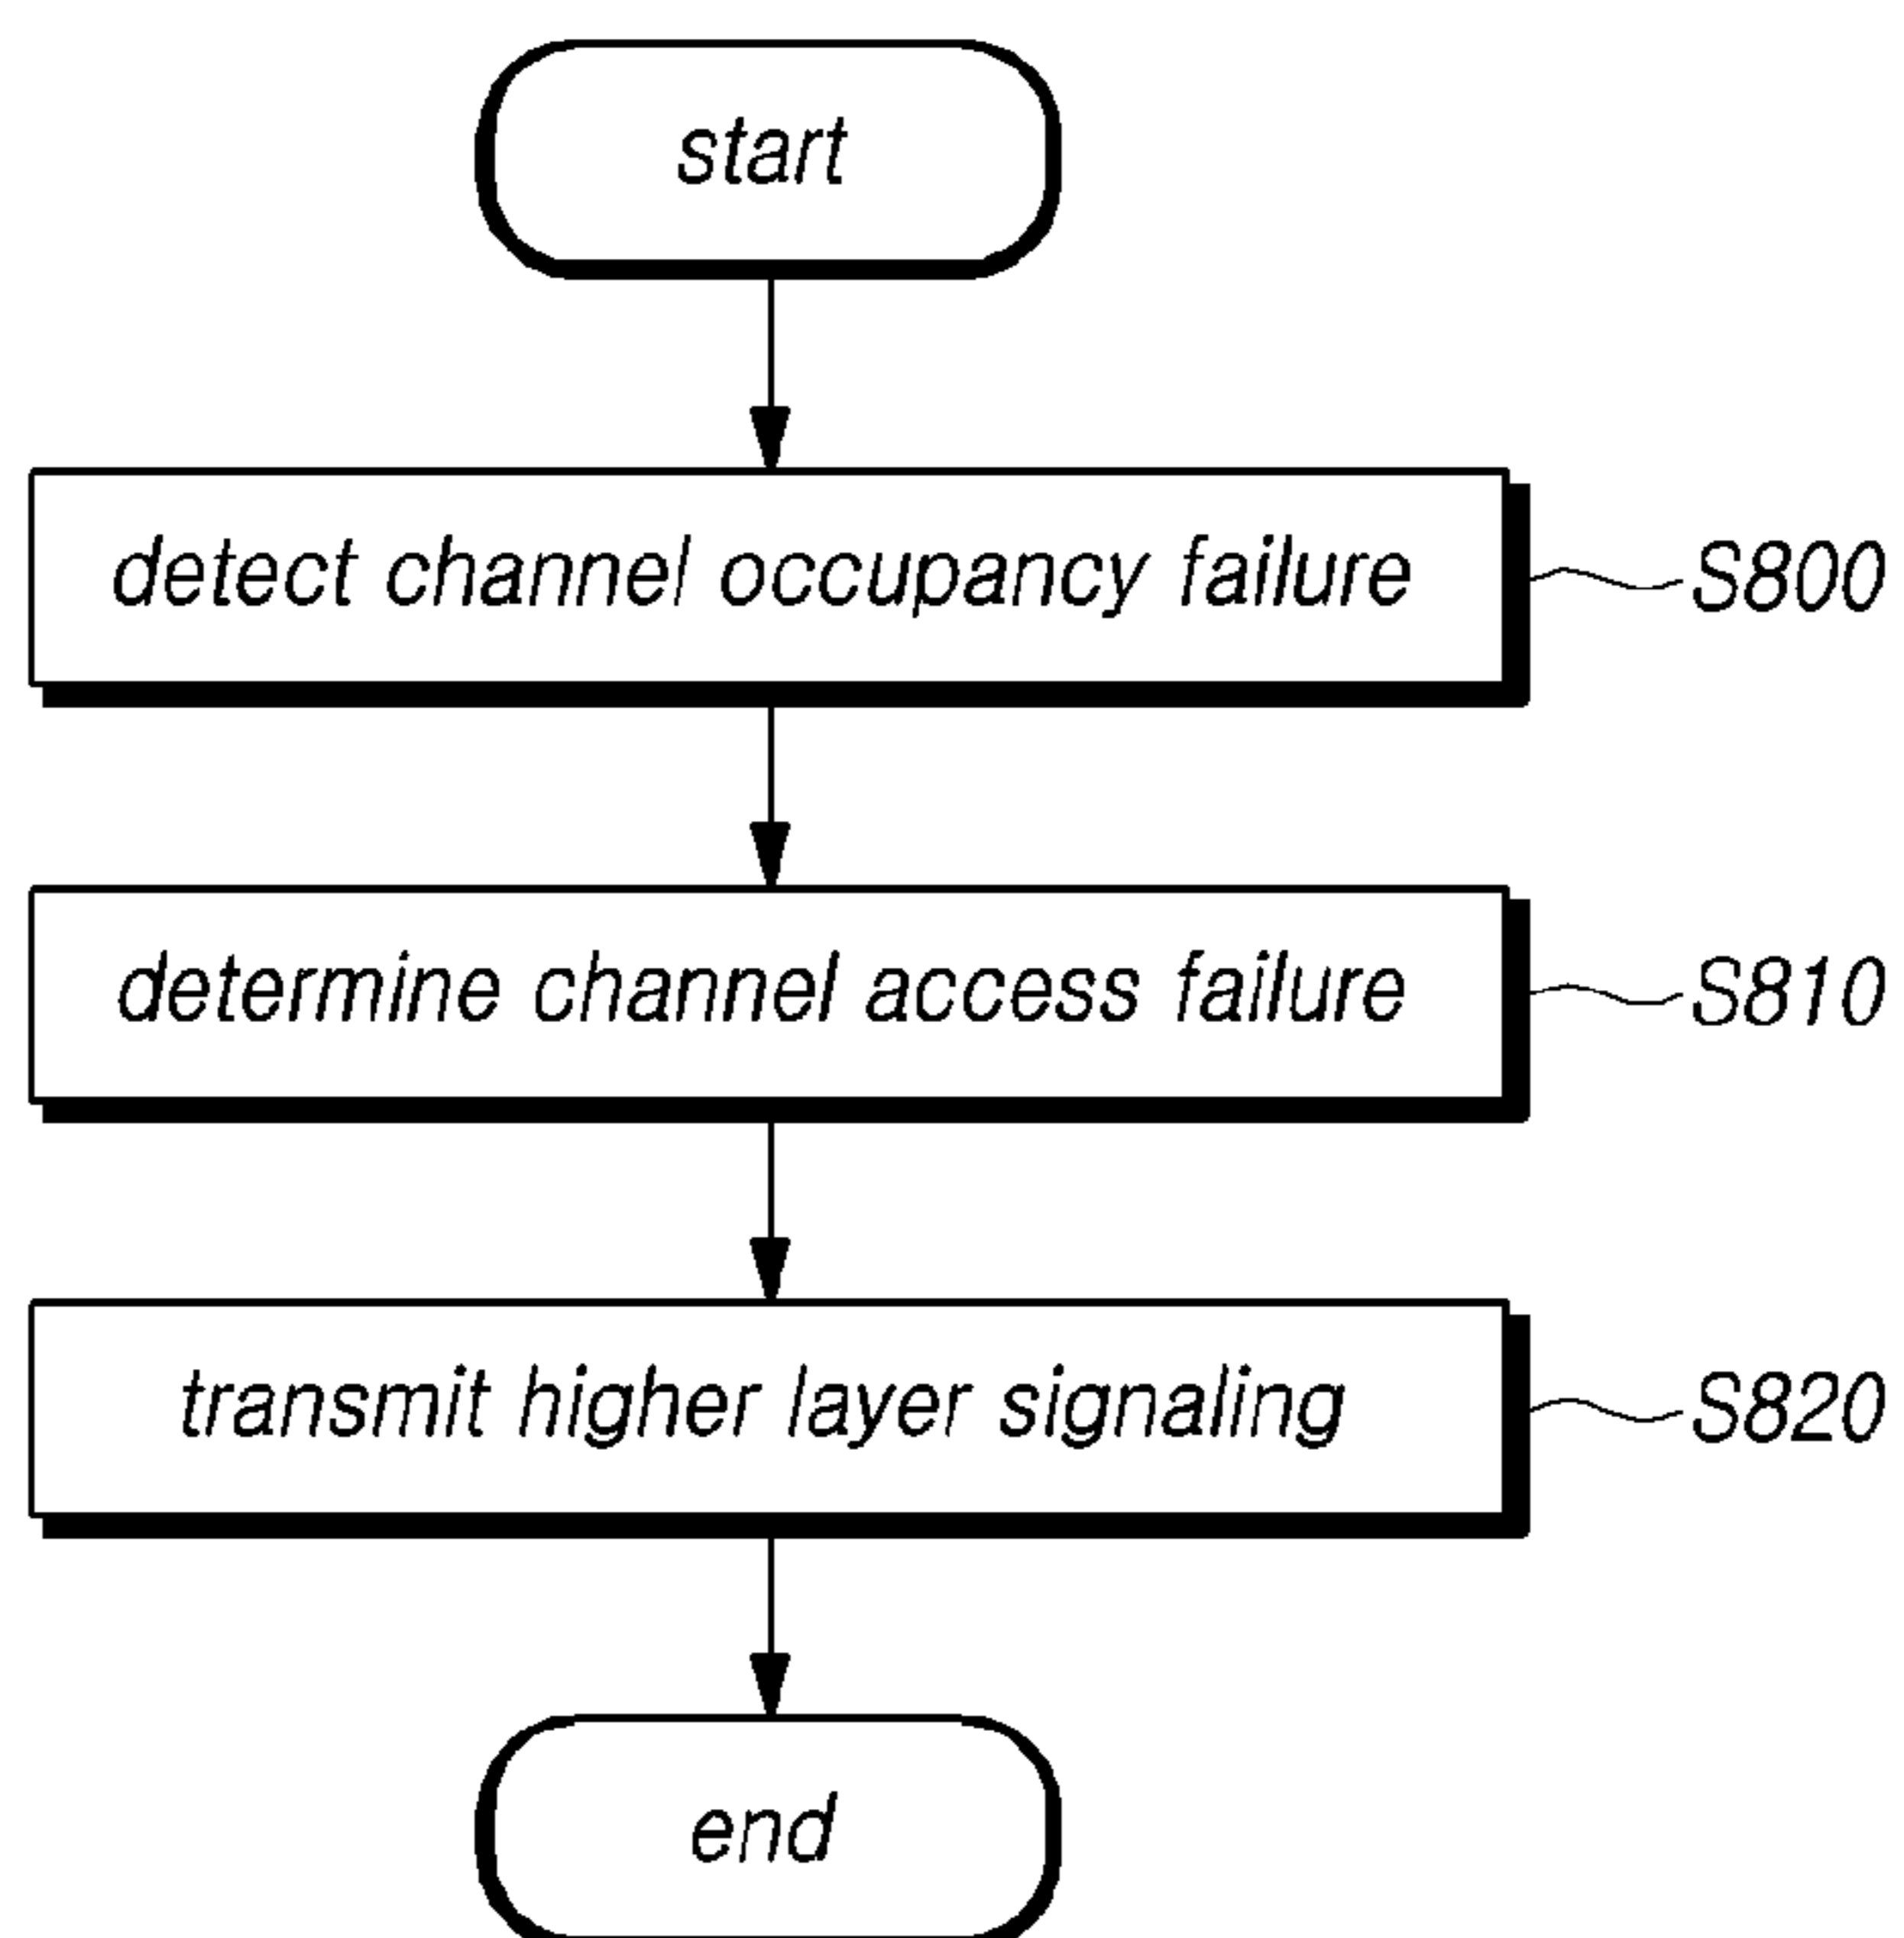 start
detect channel occupancy failure S800
determine channel access failure S810
transmit higher layer signaling S820
end